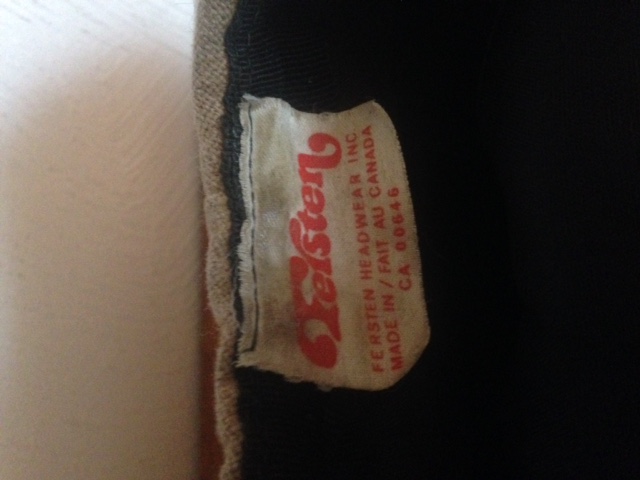 Fersten
FERSTEN HEADWEAR INC.
MADE IN / FAIT AU CANADA
CA 00646